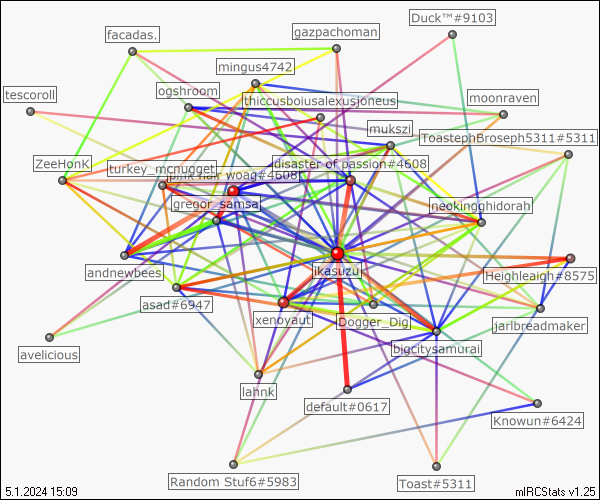 Duck™#9103
facadas.
gazpachoman
mingus4742
tescoroll
ogshroom
thiccusboiusalexusjoneus
moonraven
mukszi
ToastephBroseph5311#5311
ZeeHonK
turkey_mcnugget
disaster of passion#4608
pink hair woag#4608
gregor_samsa
neokingghidorah
ikasuzu
andnewbees
Heighleaigh#8575
asad#6947
xenoyaut
Dogger_Dig
jarlbreadmaker
avelicious
bigcitysamurai
lahnk
default#0617
Knowun#6424
Random Stuf6#5983
Toast#5311
5.1.2024 15:09
mIRCStats v1.25